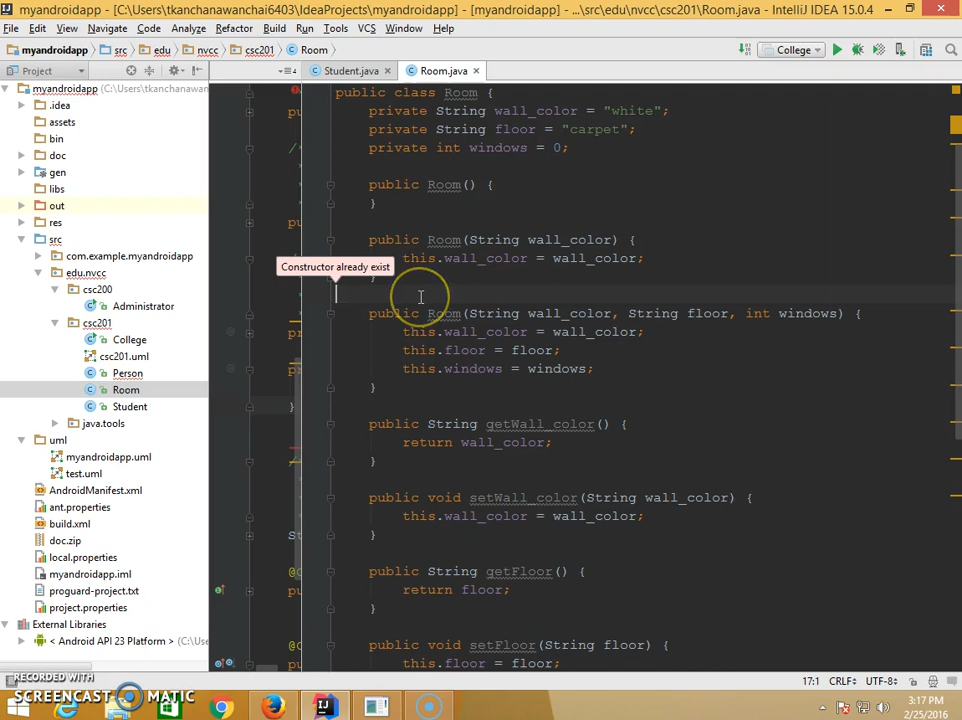 myandroidapp - [C:\Users\tkanchanawanchai6403\IdeaProjects\myandroidapp] - [myandroidapp] - ...\src\edu\nvcc\csc201\Room.java - IntelliJ IDEA 15.0.4
File Edit View Navigate Code Analyze Refactor Build Run Tools VCS Window Help
myandroidapp src edu nvcc csc201 Room College
Project Student.java Room.java
myandroidapp (C:\Users\tkanchanawan
.idea
assets
bin
doc
gen
libs
out
res
src
com.example.myandroidapp
edu.nvcc
csc200
Administrator
csc201
College
csc201.uml
Person
Room
Student
java.tools
uml
myandroidapp.uml
test.uml
AndroidManifest.xml
ant.properties
build.xml
doc.zip
local.properties
myandroidapp.iml
proguard-project.txt
project.properties
External Libraries
< Android API 23 Platform > (C:\Us
public class Room {
private String wall_color = "white";
private String floor = "carpet";
private int windows = 0;
public Room() {
}
public Room(String wall_color) {
this.wall_color = wall_color;
}
Constructor already exist
public Room(String wall_color, String floor, int windows) {
this.wall_color = wall_color;
this.floor = floor;
this.windows = windows;
}
public String getWall_color() {
return wall_color;
}
public void setWall_color(String wall_color) {
this.wall_color = wall_color;
}
public String getFloor() {
return floor;
}
public void setFloor(String floor) {
this.floor = floor;
17:1 CRLF UTF-8
RECORDED WITH
SCREENCAST MATIC
3:17 PM
2/25/2016